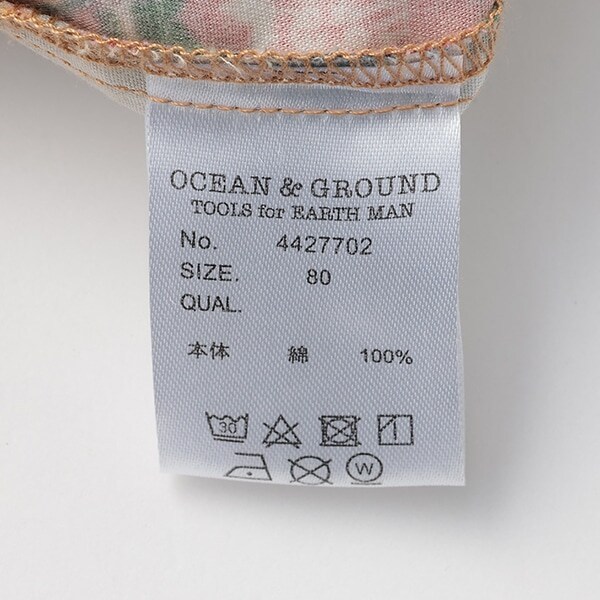 OCEAN & GROUND
TOOLS for EARTH MAN
No. 4427702
SIZE. 80
QUAL.
本体 綿 100%
30
W